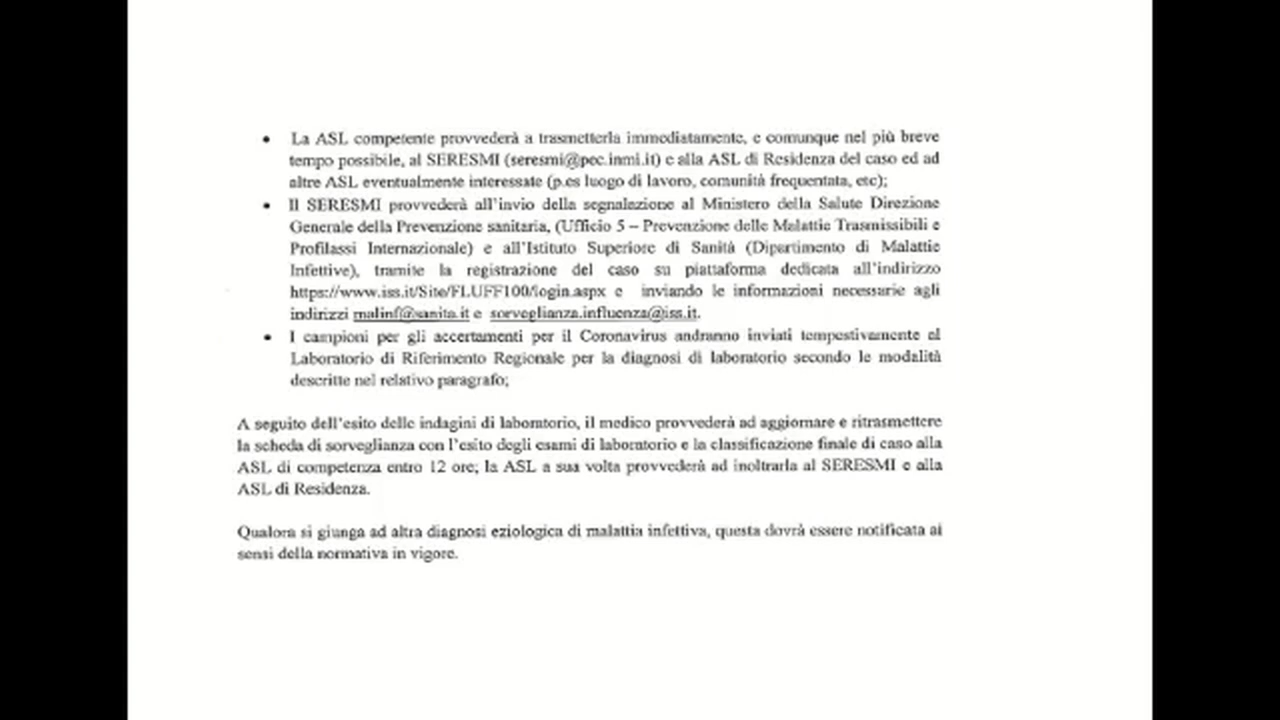 • La ASL competente provvederà a trasmetterla immediatamente, e comunque nel più breve
tempo possibile, al SERESMI (seresmi@pec.inmi.it) e alla ASL di Residenza del caso ed ad
altre ASL eventualmente interessate (p.es luogo di lavoro, comunità frequentata, etc);
• Il SERESMI provvederà all'invio della segnalazione al Ministero della Salute Direzione
Generale della Prevenzione sanitaria, (Ufficio 5 – Prevenzione delle Malattie Trasmissibili e
Profilassi Internazionale) e all'Istituto Superiore di Sanità (Dipartimento di Malattie
Infettive), tramite la registrazione del caso su piattaforma dedicata all'indirizzo
https://www.iss.it/Site/FLUFF100/login.aspx e inviando le informazioni necessarie agli
indirizzi malinf@sanita.it e sorveglianza.influenza@iss.it.
• I campioni per gli accertamenti per il Coronavirus andranno inviati tempestivamente al
Laboratorio di Riferimento Regionale per la diagnosi di laboratorio secondo le modalità
descritte nel relativo paragrafo;
A seguito dell'esito delle indagini di laboratorio, il medico provvederà ad aggiornare e ritrasmettere
la scheda di sorveglianza con l'esito degli esami di laboratorio e la classificazione finale di caso alla
ASL di competenza entro 12 ore; la ASL a sua volta provvederà ad inoltrarla al SERESMI e alla
ASL di Residenza.
Qualora si giunga ad altra diagnosi eziologica di malattia infettiva, questa dovrà essere notificata ai
sensi della normativa in vigore.